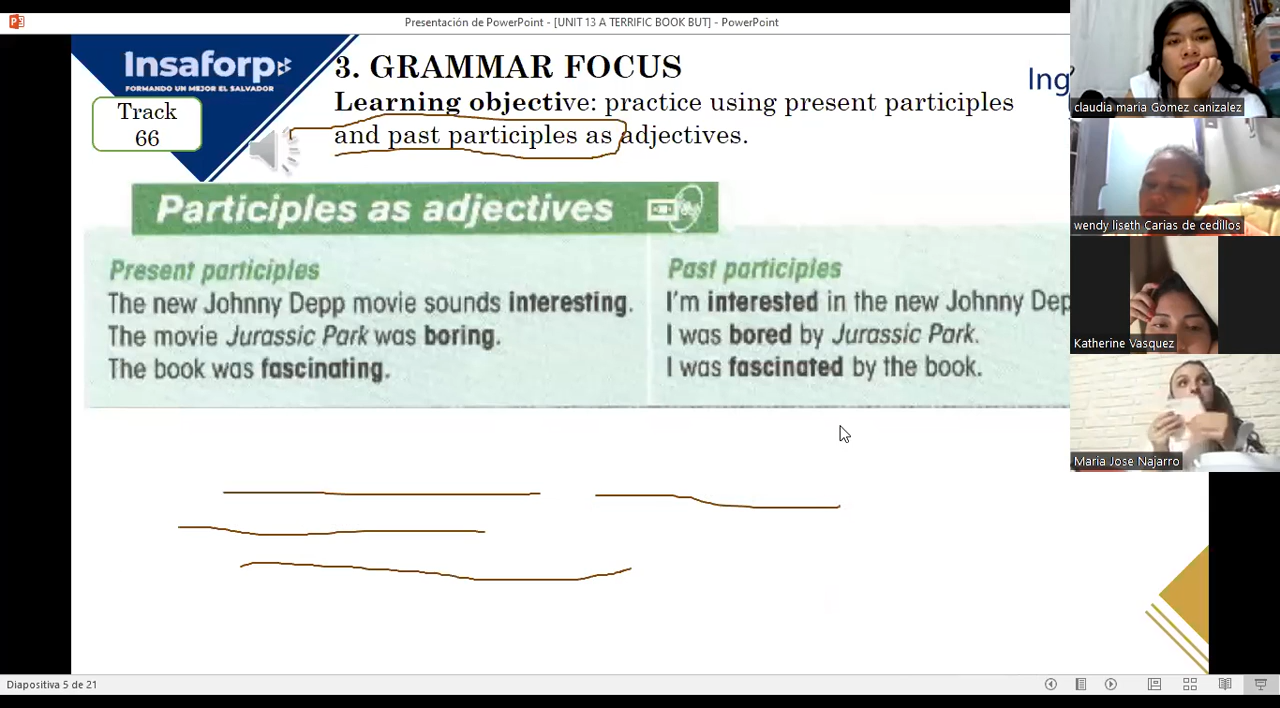 Presentación de PowerPoint - [UNIT 13 A TERRIFIC BOOK BUT] - PowerPoint
Insaforp
FORMANDO UN MEJOR EL SALVADOR
Track
66
3. GRAMMAR FOCUS
Learning objective: practice using present participles
and past participles as adjectives.
Ing
Participles as adjectives
Present participles
The new Johnny Depp movie sounds interesting.
The movie Jurassic Park was boring.
The book was fascinating.
Past participles
I'm interested in the new Johnny Dep
I was bored by Jurassic Park.
I was fascinated by the book.
claudia maria Gomez canizalez
wendy liseth Carias de cedillos
Katherine Vasquez
Maria Jose Najarro
Diapositiva 5 de 21